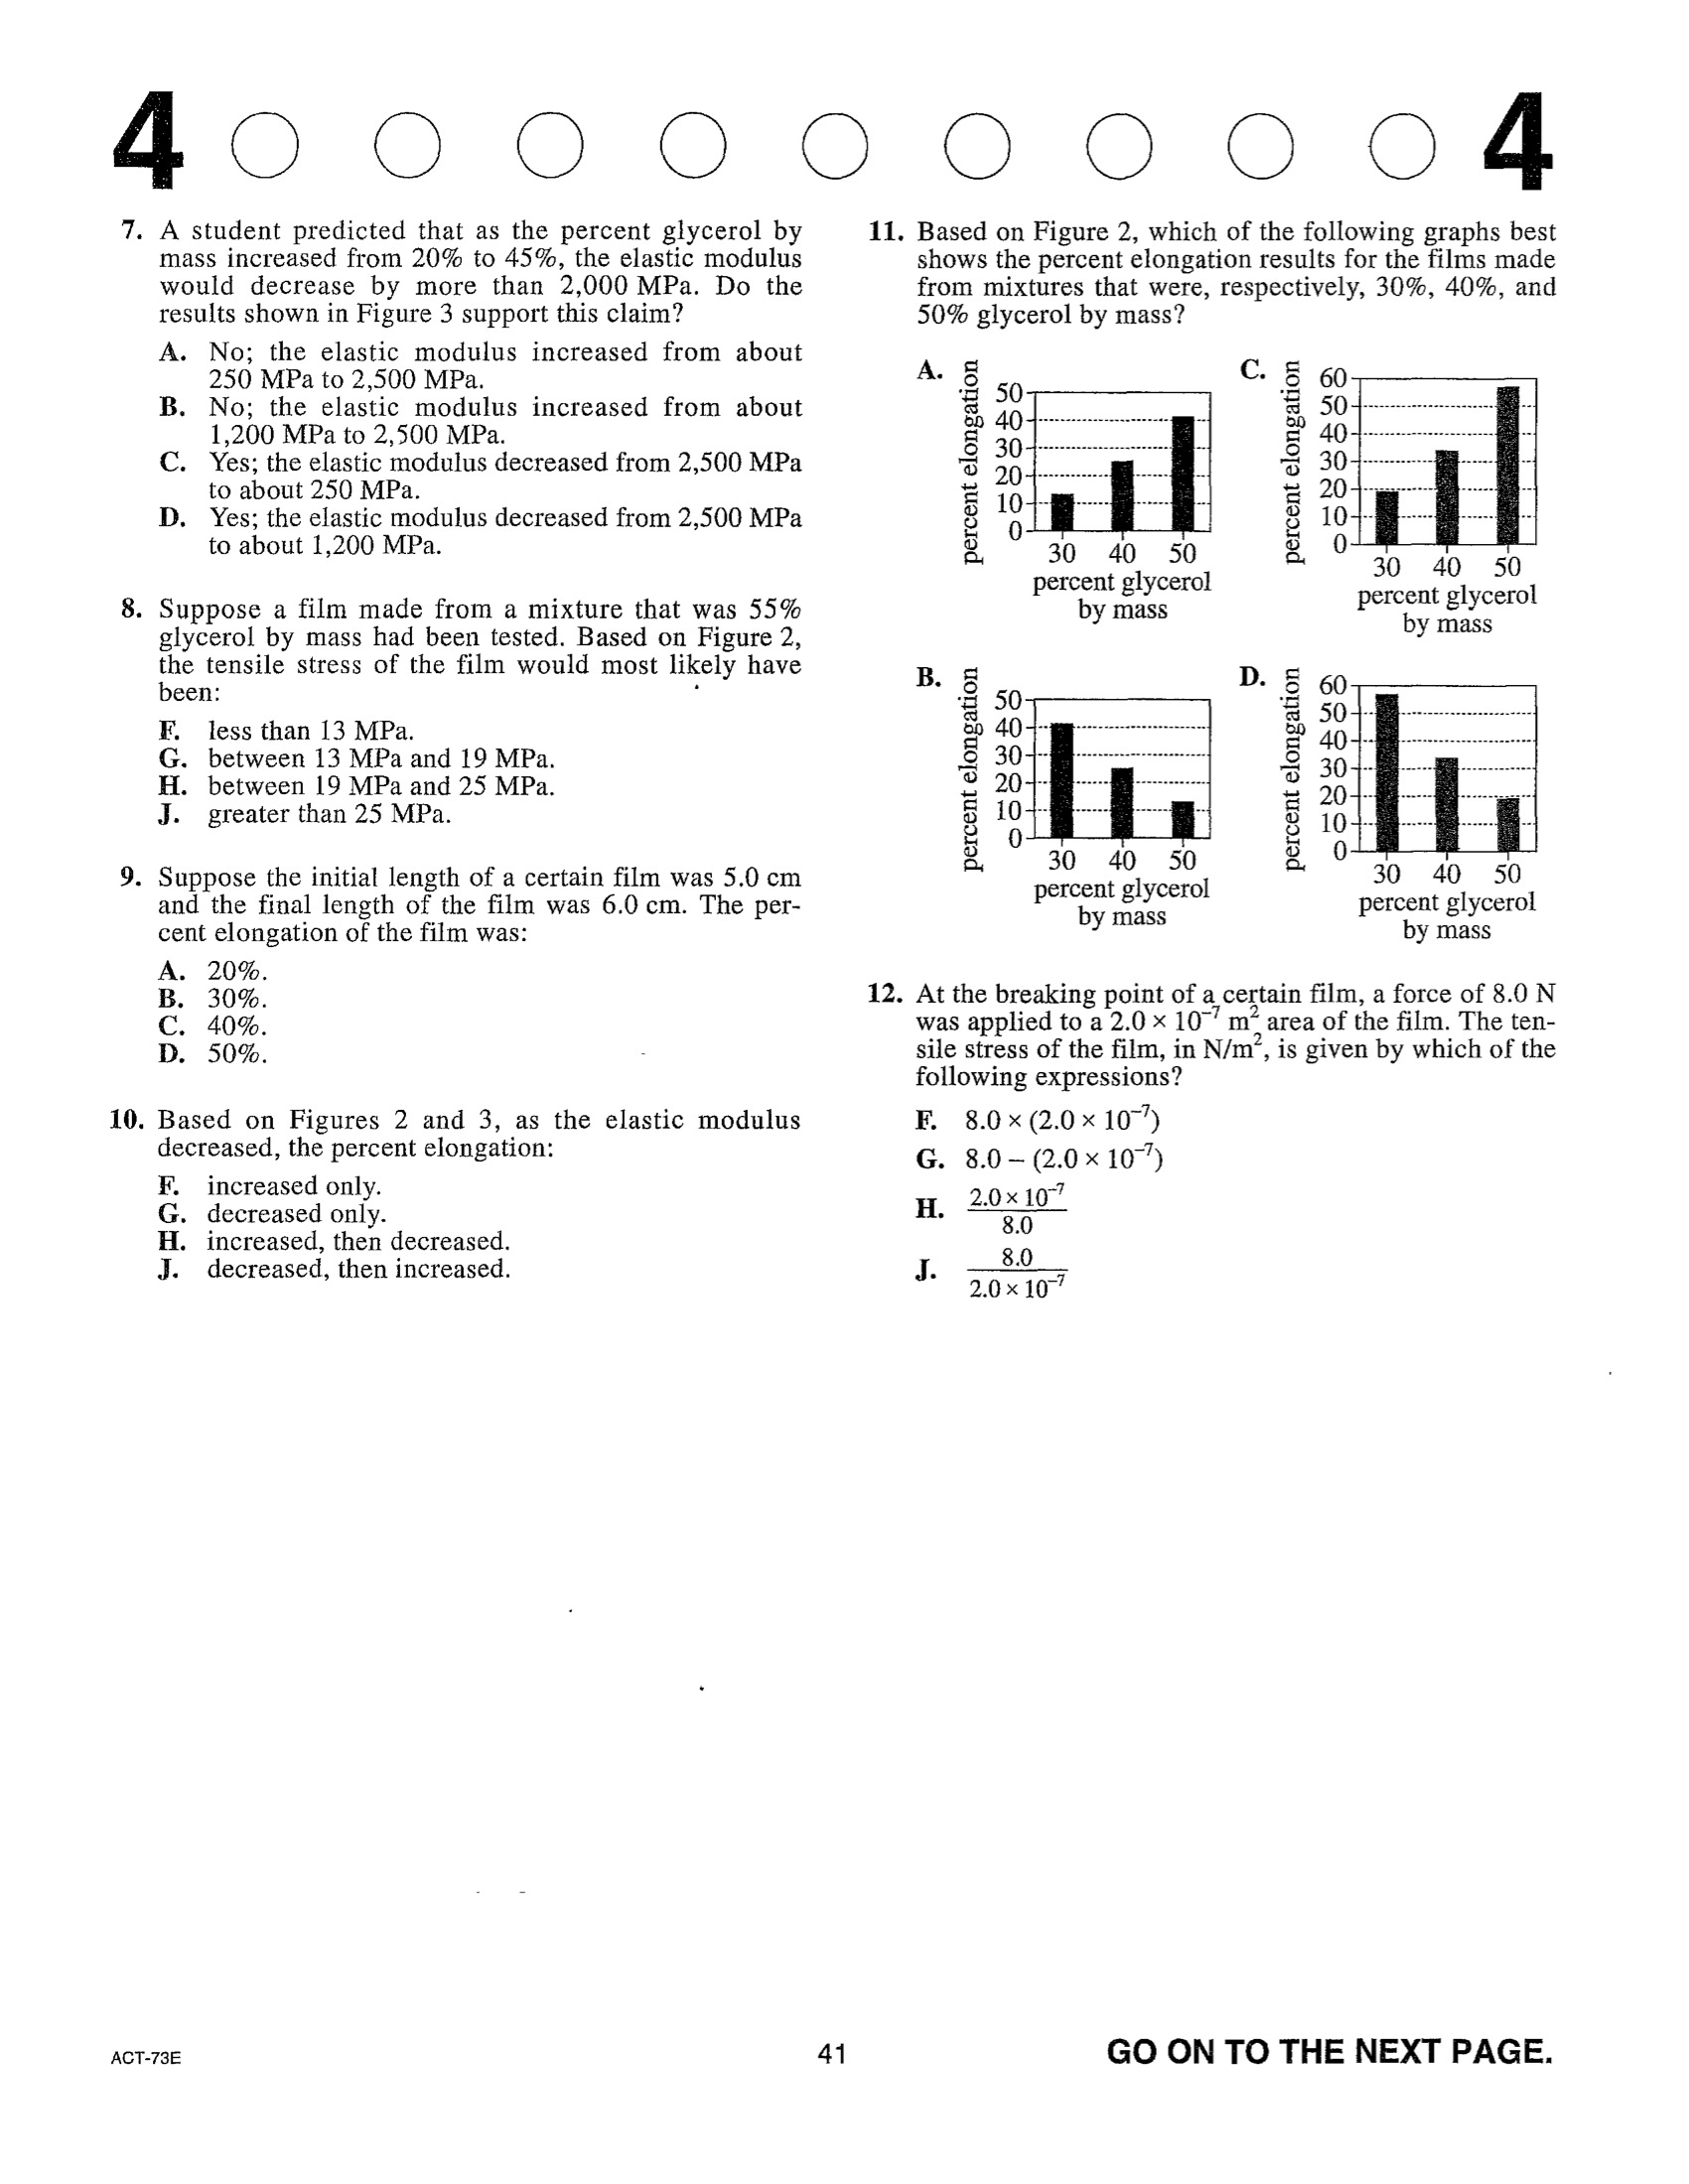 4 4
7. A student predicted that as the percent glycerol by
mass increased from 20% to 45%, the elastic modulus
would decrease by more than 2,000 MPa. Do the
results shown in Figure 3 support this claim?
A. No; the elastic modulus increased from about
250 MPa to 2,500 MPa.
B. No; the elastic modulus increased from about
1,200 MPa to 2,500 MPa.
C. Yes; the elastic modulus decreased from 2,500 MPa
to about 250 MPa.
D. Yes; the elastic modulus decreased from 2,500 MPa
to about 1,200 MPa.
8. Suppose a film made from a mixture that was 55%
glycerol by mass had been tested. Based on Figure 2,
the tensile stress of the film would most likely have
been:
F. less than 13 MPa.
G. between 13 MPa and 19 MPa.
H. between 19 MPa and 25 MPa.
J. greater than 25 MPa.
9. Suppose the initial length of a certain film was 5.0 cm
and the final length of the film was 6.0 cm. The per-
cent elongation of the film was:
A. 20%.
B. 30%.
C. 40%.
D. 50%.
10. Based on Figures 2 and 3, as the elastic modulus
decreased, the percent elongation:
F. increased only.
G. decreased only.
H. increased, then decreased.
J. decreased, then increased.
11. Based on Figure 2, which of the following graphs best
shows the percent elongation results for the films made
from mixtures that were, respectively, 30%, 40%, and
50% glycerol by mass?
A.
percent elongation
50
40
30
20
10
0
30 40 50
percent glycerol
by mass
C.
percent elongation
60
50
40
30
20
10
0
30 40 50
percent glycerol
by mass
B.
percent elongation
50
40
30
20
10
0
30 40 50
percent glycerol
by mass
D.
percent elongation
60
50
40
30
20
10
0
30 40 50
percent glycerol
by mass
12. At the breaking point of a certain film, a force of 8.0 N
was applied to a 2.0 × 10⁻⁷ m² area of the film. The ten-
sile stress of the film, in N/m², is given by which of the
following expressions?
F. 8.0 × (2.0 × 10⁻⁷)
G. 8.0 – (2.0 × 10⁻⁷)
H. 2.0 × 10⁻⁷
8.0
J. 8.0
2.0 × 10⁻⁷
ACT-73E 41 GO ON TO THE NEXT PAGE.